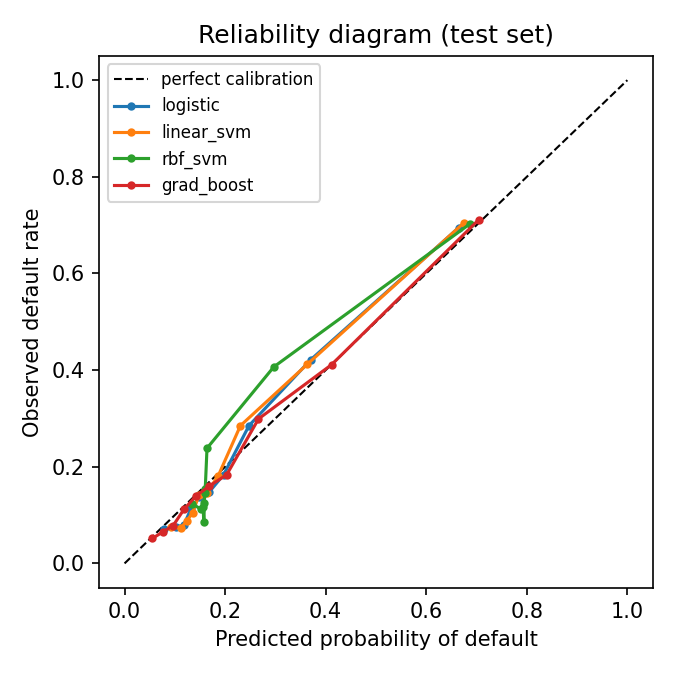 Reliability diagram (test set)
perfect calibration
logistic
linear_svm
rbf_svm
grad_boost
Observed default rate
1.0
0.8
0.6
0.4
0.2
0.0
0.0 0.2 0.4 0.6 0.8 1.0
Predicted probability of default